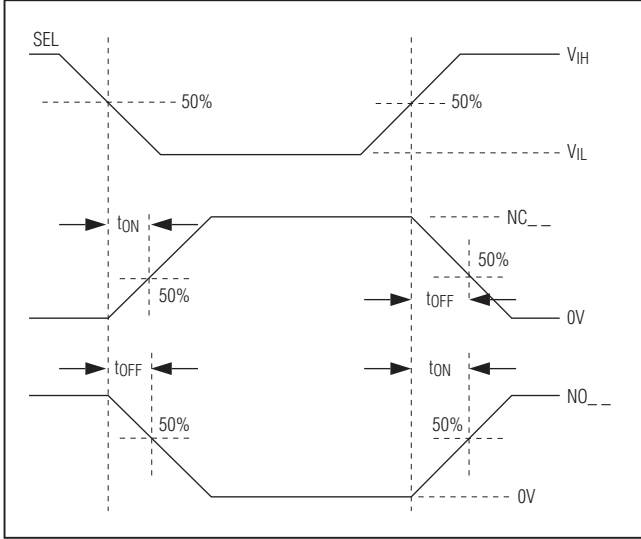 SEL
VIH
50%
50%
VIL
tON
NC_ _
50%
50%
tOFF
0V
tOFF
tON
NO_ _
50%
50%
0V